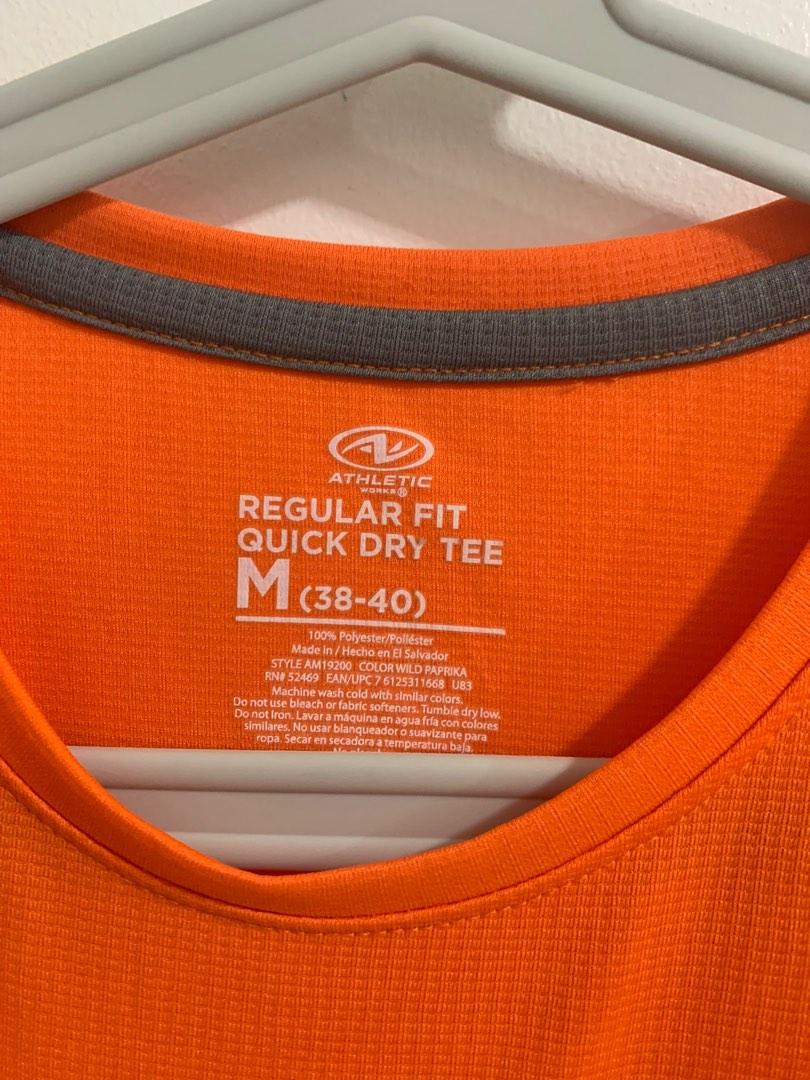 ATHLETIC
WORKS®
REGULAR FIT
QUICK DRY TEE
M (38-40)
100% Polyester/Poliéster
Made in / Hecho en El Salvador
STYLE AM19200 COLOR WILD PAPRIKA
RN# 52469 EAN/UPC 7 6125311668 U83
Machine wash cold with similar colors.
Do not use bleach or fabric softeners. Tumble dry low.
Do not Iron. Lavar a máquina en agua fría con colores
similares. No usar blanqueador o suavizante para
ropa. Secar en secadora a temperatura baja.